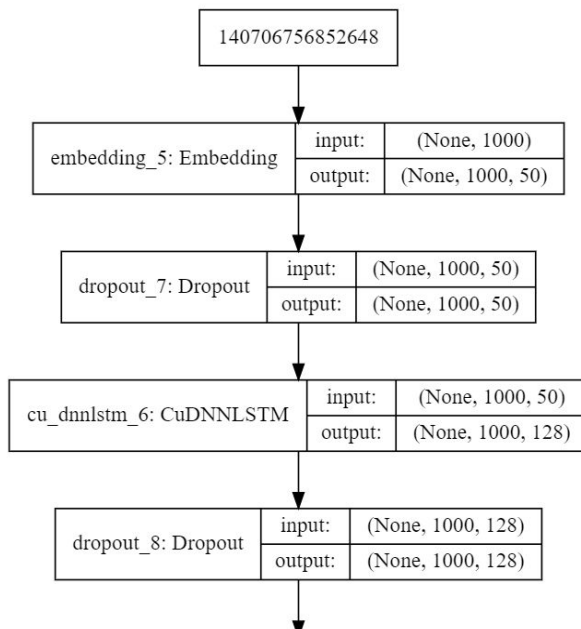 140706756852648
embedding_5: Embedding
input:
(None, 1000)
output:
(None, 1000, 50)
dropout_7: Dropout
input:
(None, 1000, 50)
output:
(None, 1000, 50)
cu_dnnlstm_6: CuDNNLSTM
input:
(None, 1000, 50)
output:
(None, 1000, 128)
dropout_8: Dropout
input:
(None, 1000, 128)
output:
(None, 1000, 128)